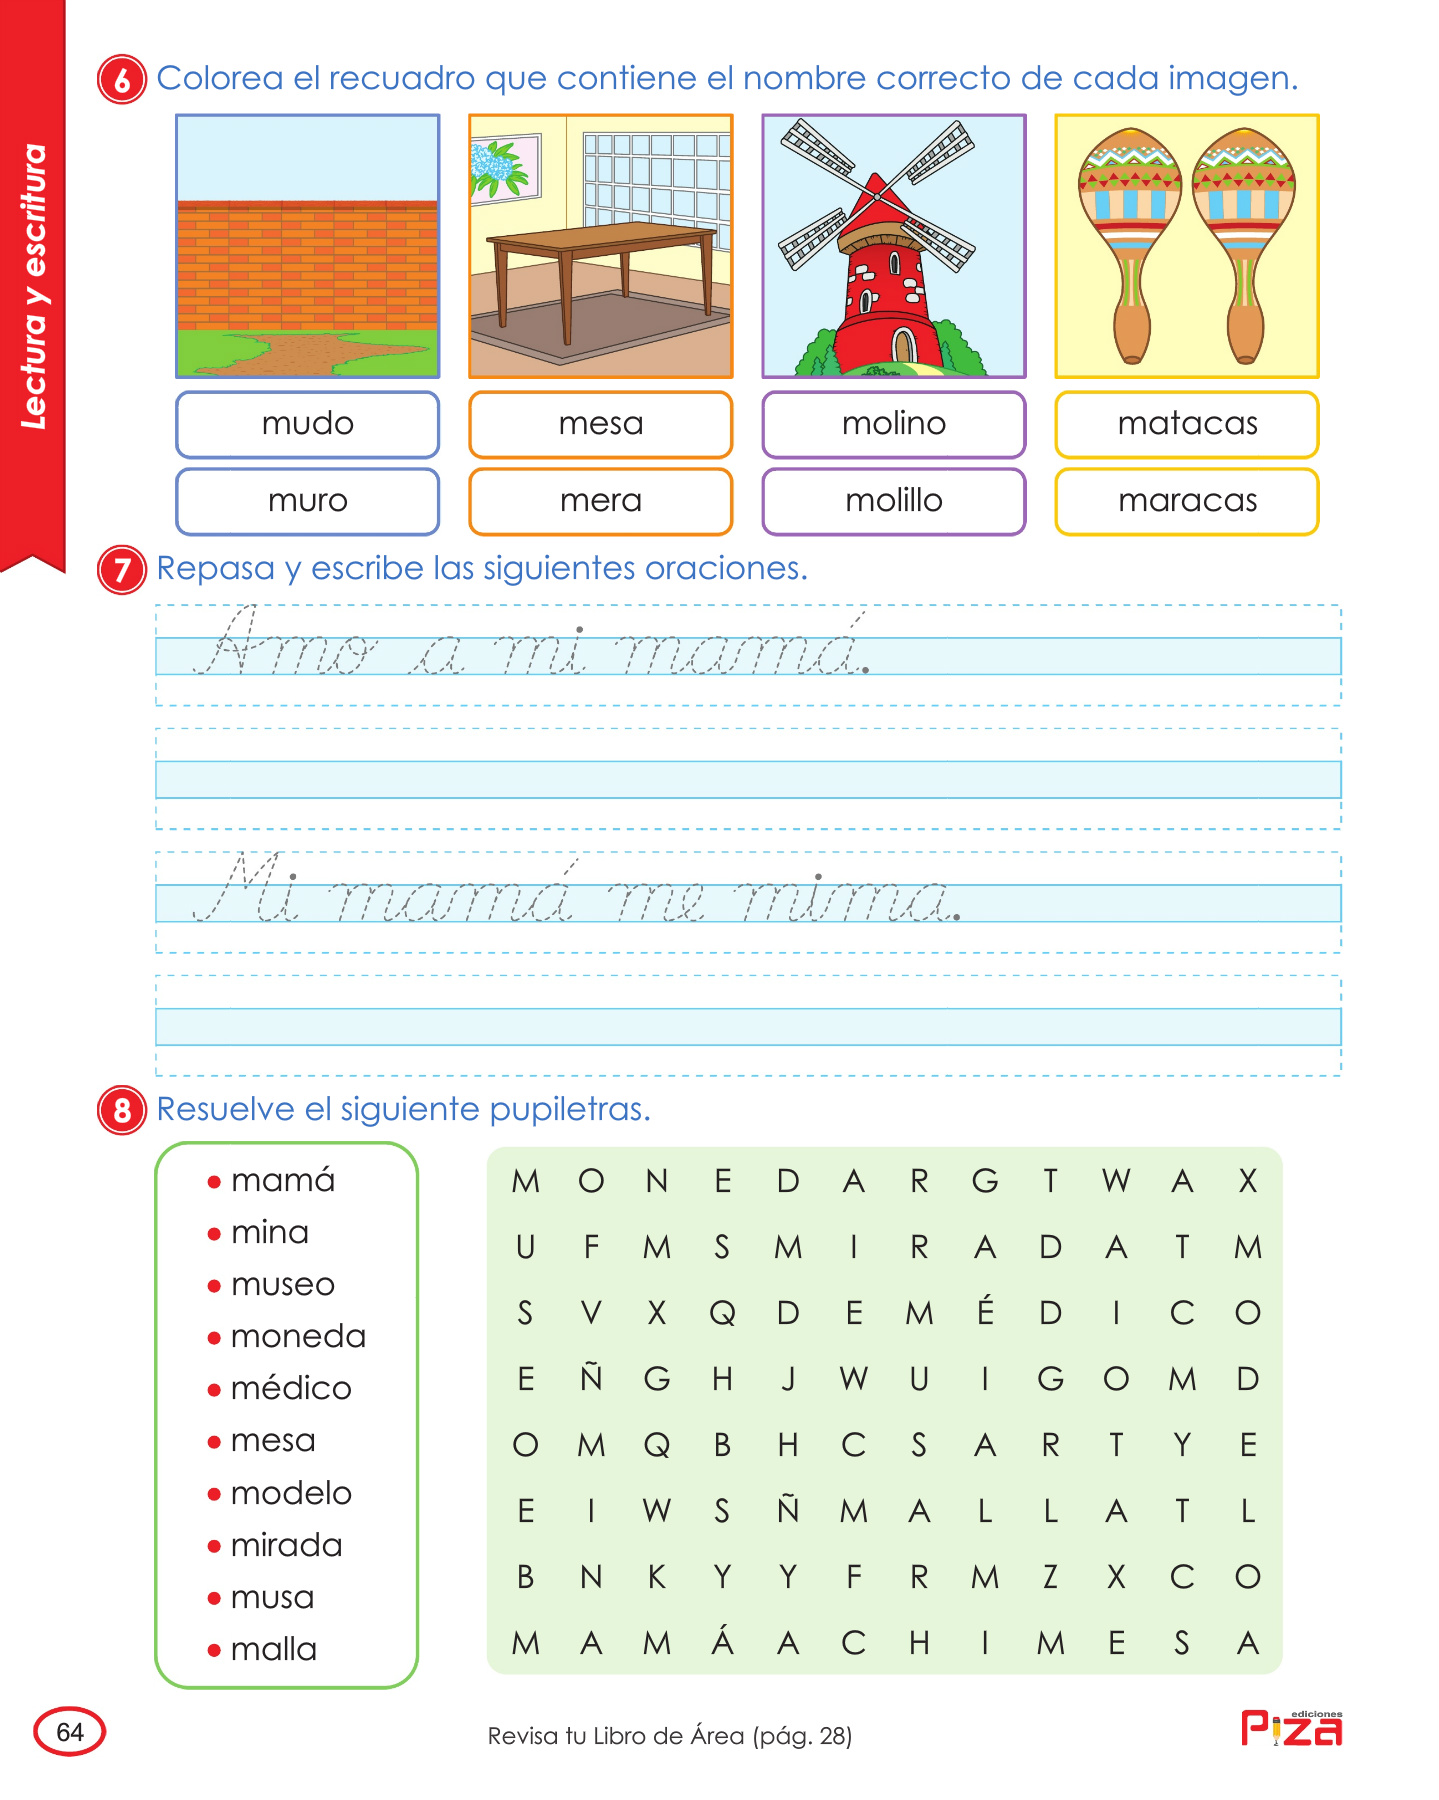 Lectura y escritura
6 Colorea el recuadro que contiene el nombre correcto de cada imagen.
mudo mesa molino matacas
muro mera molillo maracas
7 Repasa y escribe las siguientes oraciones.
Amo a mi mamá.
Mi mamá me mima.
8 Resuelve el siguiente pupiletras.
• mamá
• mina
• museo
• moneda
• médico
• mesa
• modelo
• mirada
• musa
• malla
M O N E D A R G T W A X
U F M S M I R A D A T M
S V X Q D E M É D I C O
E Ñ G H J W U I G O M D
O M Q B H C S A R T Y E
E I W S Ñ M A L L A T L
B N K Y Y F R M Z X C O
M A M Á A C H I M E S A
64
Revisa tu Libro de Área (pág. 28)
ediciones
Piza